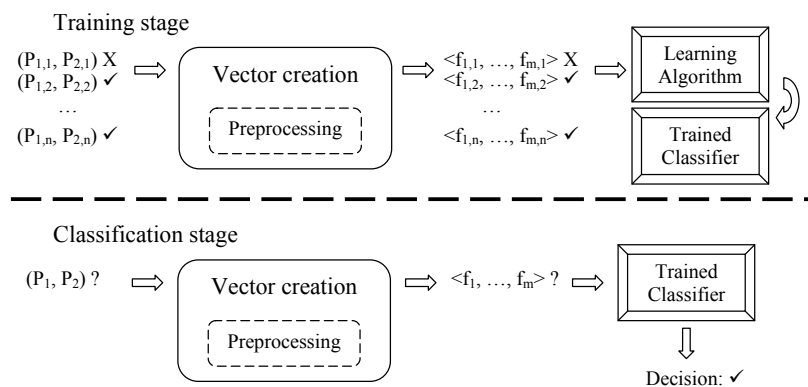 Training stage
(P1,1, P2,1) X
(P1,2, P2,2) ✓
…
(P1,n, P2,n) ✓
Vector creation
Preprocessing
<f1,1, …, fm,1> X
<f1,2, …, fm,2> ✓
…
<f1,n, …, fm,n> ✓
Learning
Algorithm
Trained
Classifier
Classification stage
(P1, P2) ?
Vector creation
Preprocessing
<f1, …, fm> ?
Trained
Classifier
Decision: ✓